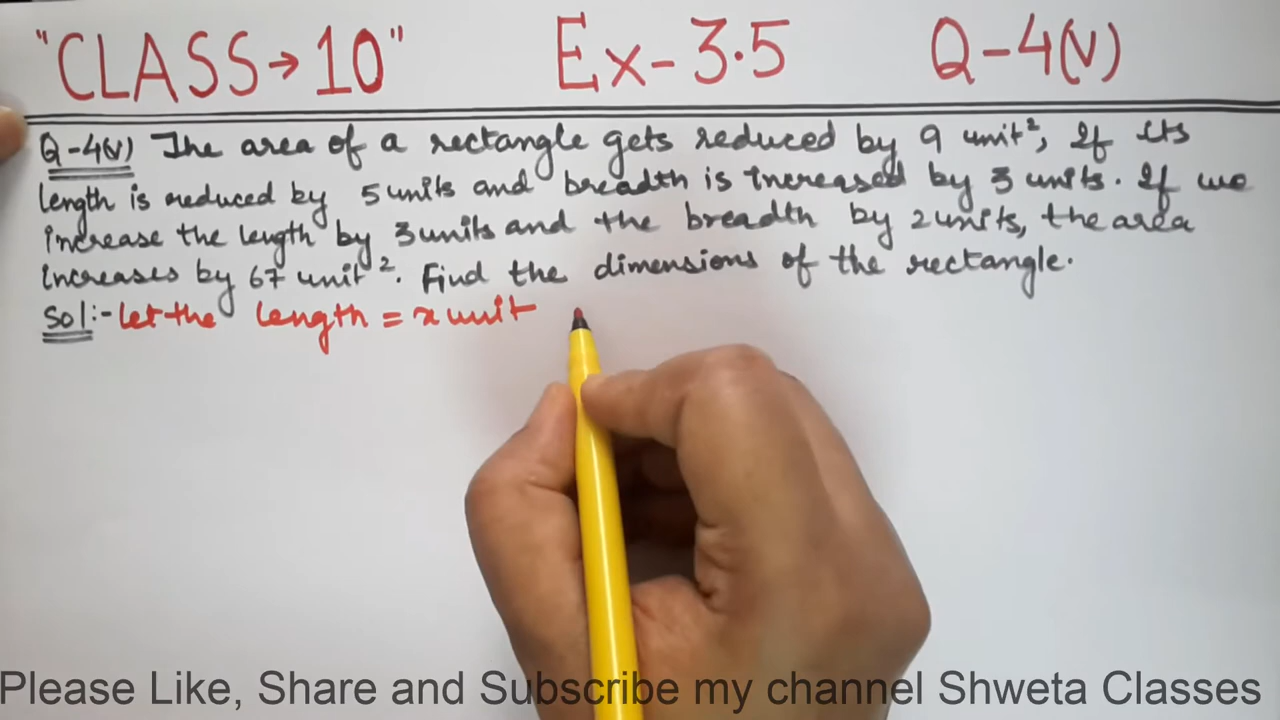 "CLASS→10" Ex-3.5 Q-4(V)
Q-4(V) The area of a rectangle gets reduced by 9 unit², If its
length is reduced by 5 units and breadth is increased by 3 units. If we
increase the length by 3 units and the breadth by 2 units, the area
increases by 67 unit². Find the dimensions of the rectangle.
Sol:- Let the length = x unit
Please Like, Share and Subscribe my channel Shweta Classes